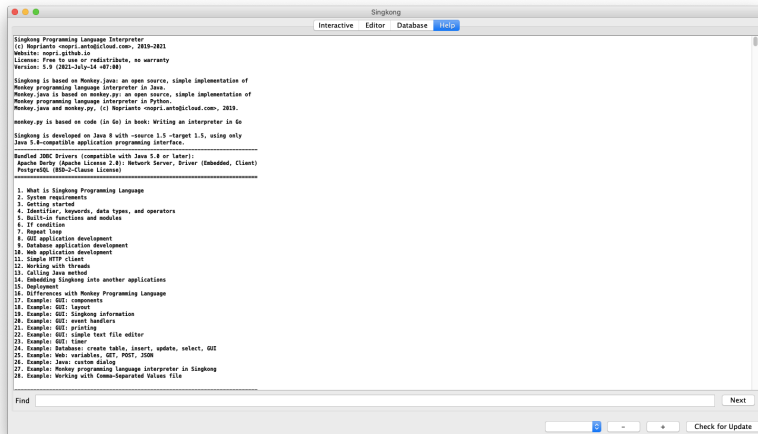 Singkong
Interactive Editor Database Help
Singkong Programming Language Interpreter
(c) Noprianto <nopri.anto@icloud.com>, 2019-2021
Website: nopri.github.io
License: Free to use or redistribute, no warranty
Version: 5.9 (2021-July-14 +07:00)
Singkong is based on Monkey.java: an open source, simple implementation of
Monkey programming language interpreter in Java.
Monkey.java is based on monkey.py: an open source, simple implementation of
Monkey programming language interpreter in Python.
Monkey.java and monkey.py, (c) Noprianto <nopri.anto@icloud.com>, 2019.
monkey.py is based on code (in Go) in book: Writing an interpreter in Go
Singkong is developed on Java 8 with -source 1.5 -target 1.5, using only
Java 5.0-compatible application programming interface.
Bundled JDBC Drivers (compatible with Java 5.0 or later):
Apache Derby (Apache License 2.0): Network Server, Driver (Embedded, Client)
PostgreSQL (BSD-2-Clause License)
1. What is Singkong Programming Language
2. System requirements
3. Getting started
4. Identifier, keywords, data types, and operators
5. Built-in functions and modules
6. If condition
7. Repeat loop
8. GUI application development
9. Database application development
10. Web application development
11. Simple HTTP client
12. Working with threads
13. Calling Java method
14. Embedding Singkong into another applications
15. Deployment
16. Differences with Monkey Programming Language
17. Example: GUI: components
18. Example: GUI: layout
19. Example: GUI: Singkong information
20. Example: GUI: event handlers
21. Example: GUI: printing
22. Example: GUI: simple text file editor
23. Example: GUI: timer
24. Example: Database: create table, insert, update, select, GUI
25. Example: Web: variables, GET, POST, JSON
26. Example: Java: custom dialog
27. Example: Monkey programming language interpreter in Singkong
28. Example: Working with Comma-Separated Values file
Find Next
- + Check for Update